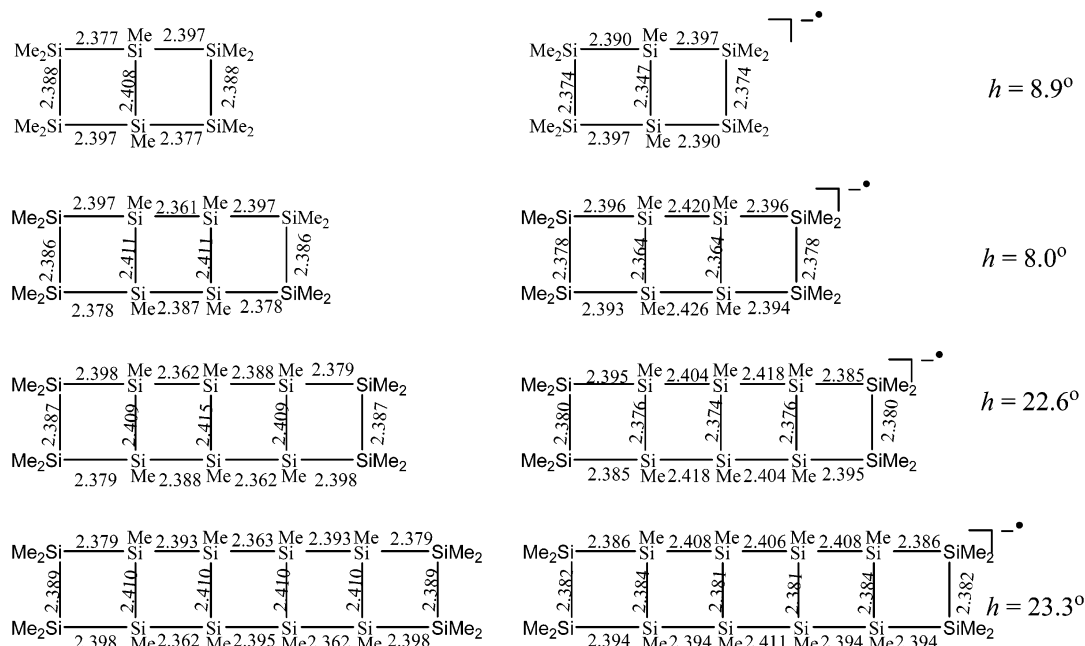 Me 2.377 2.397 Me 2.390 2.397 −•
Me2Si Si SiMe2 Me2Si Si SiMe2
2.388 2.408 2.388 2.374 2.347 2.374 h = 8.9o
Me2Si Si SiMe2 Me2Si Si SiMe2
2.397 Me 2.377 2.397 Me 2.390
2.397 Me 2.361 Me 2.397 2.396 Me 2.420 Me 2.396 −•
Me2Si Si Si SiMe2 Me2Si Si Si SiMe2
2.386 2.411 2.411 2.386 2.378 2.364 2.364 2.378 h = 8.0o
Me2Si Si Si SiMe2 Me2Si Si Si SiMe2
2.378 Me 2.387 Me 2.378 2.393 Me 2.426 Me 2.394
2.398 Me 2.362 Me 2.388 Me 2.379 2.395 Me 2.404 Me 2.418 Me 2.385 −•
Me2Si Si Si Si SiMe2 Me2Si Si Si Si SiMe2
2.387 2.409 2.415 2.409 2.387 2.380 2.376 2.374 2.376 2.380 h = 22.6o
Me2Si Si Si Si SiMe2 Me2Si Si Si Si SiMe2
2.379 Me 2.388 Me 2.362 Me 2.398 2.385 Me 2.418 Me 2.404 Me 2.395
2.379 Me 2.393 Me 2.363 Me 2.393 Me 2.379 2.386 Me 2.408 Me 2.406 Me 2.408 Me 2.386 −•
Me2Si Si Si Si Si SiMe2 Me2Si Si Si Si Si SiMe2
2.389 2.410 2.410 2.410 2.410 2.389 2.382 2.384 2.381 2.381 2.384 2.382 h = 23.3o
Me2Si Si Si Si Si SiMe2 Me2Si Si Si Si Si SiMe2
2.398 Me 2.362 Me 2.395 Me 2.362 Me 2.398 2.394 Me 2.394 Me 2.411 Me 2.394 Me 2.394